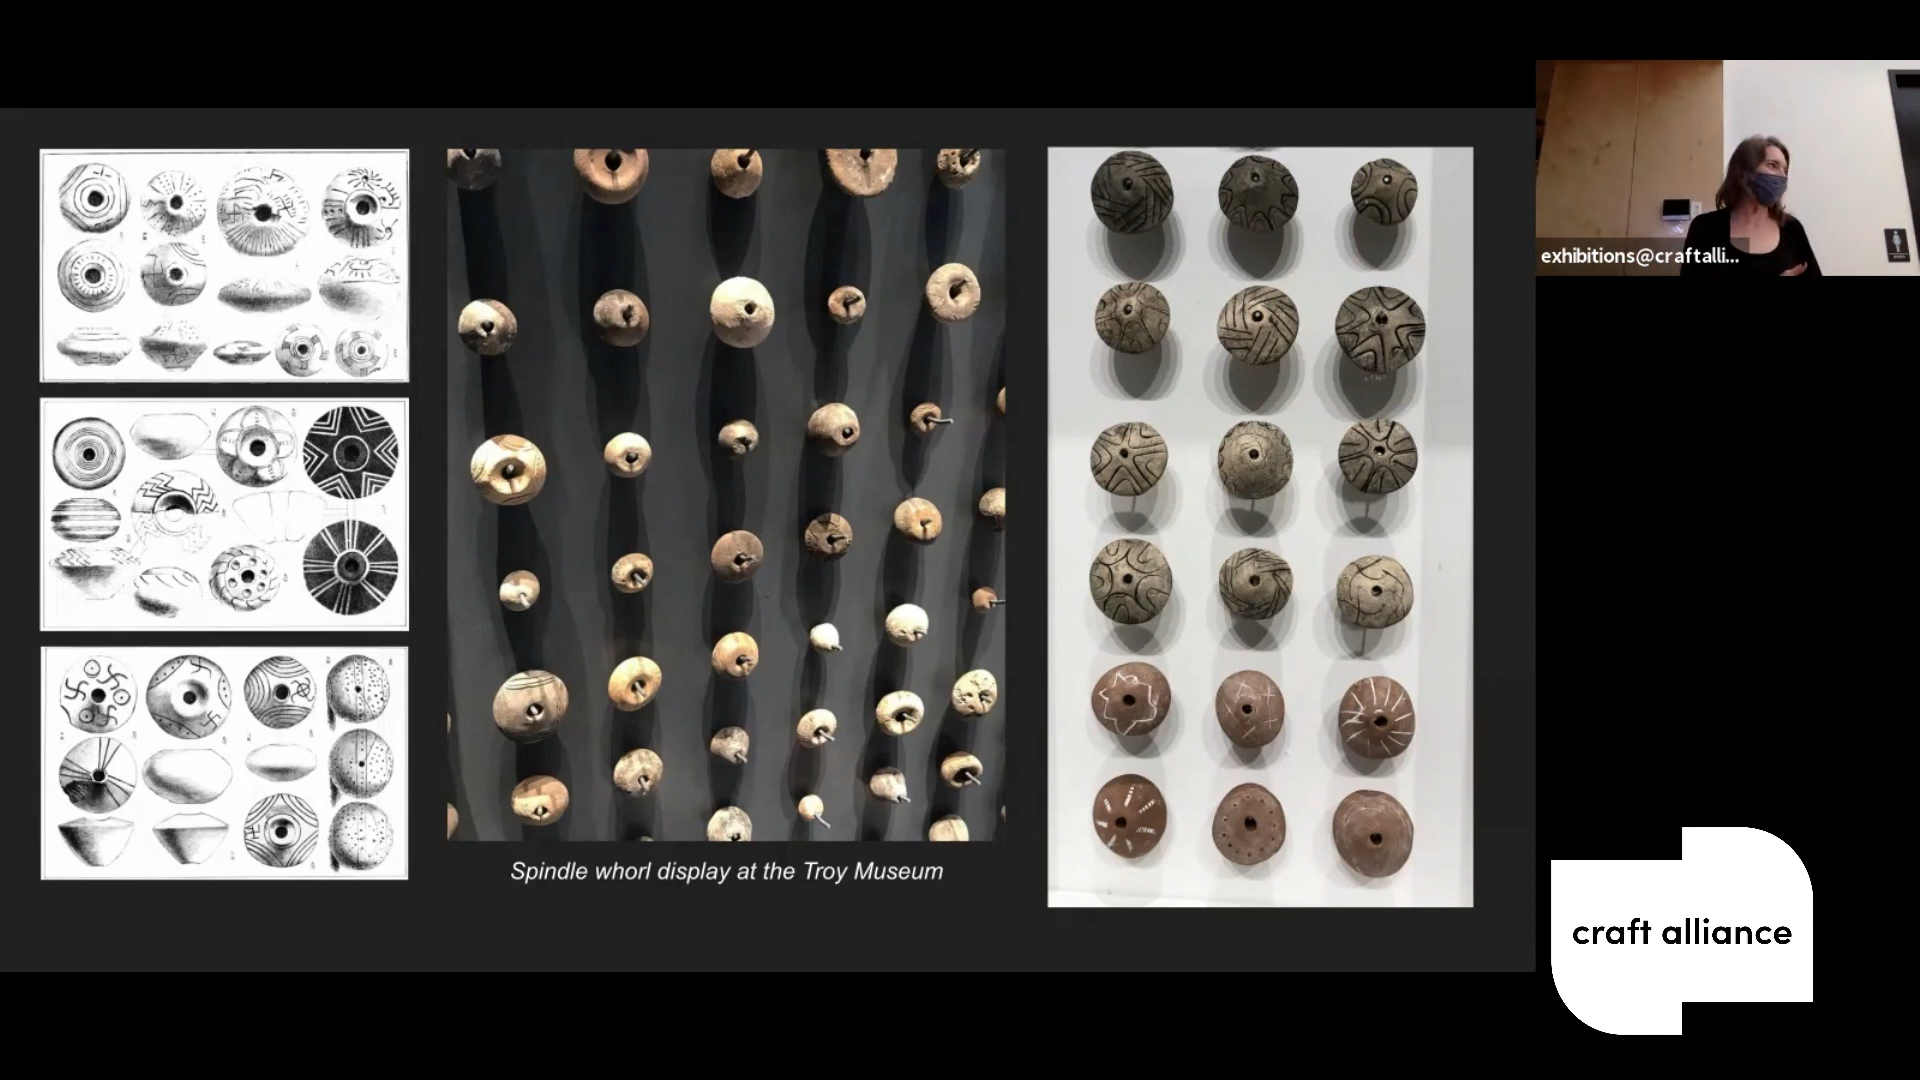 exhibitions@craftalli...
Spindle whorl display at the Troy Museum
craft alliance